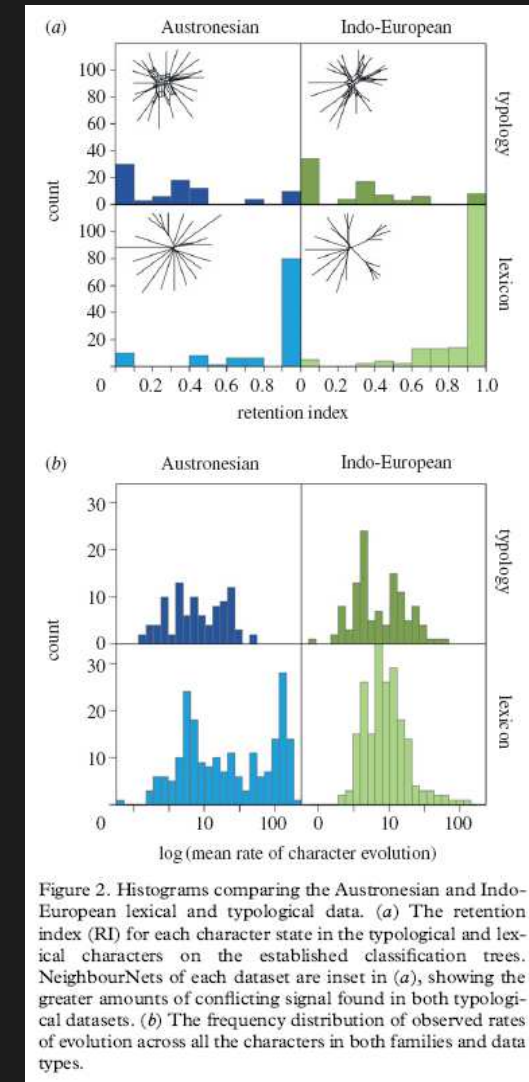 (a) Austronesian Indo-European
100
80
60
40
20
0
typology
count
100
80
60
40
20
lexicon
0 0.2 0.4 0.6 0.8 0 0.2 0.4 0.6 0.8 1.0
retention index
(b) Austronesian Indo-European
30
20
10
0
typology
count
30
20
10
lexicon
0 10 100 0 10 100
log (mean rate of character evolution)
Figure 2. Histograms comparing the Austronesian and Indo-
European lexical and typological data. (a) The retention
index (RI) for each character state in the typological and lex-
ical characters on the established classification trees.
NeighbourNets of each dataset are inset in (a), showing the
greater amounts of conflicting signal found in both typologi-
cal datasets. (b) The frequency distribution of observed rates
of evolution across all the characters in both families and data
types.